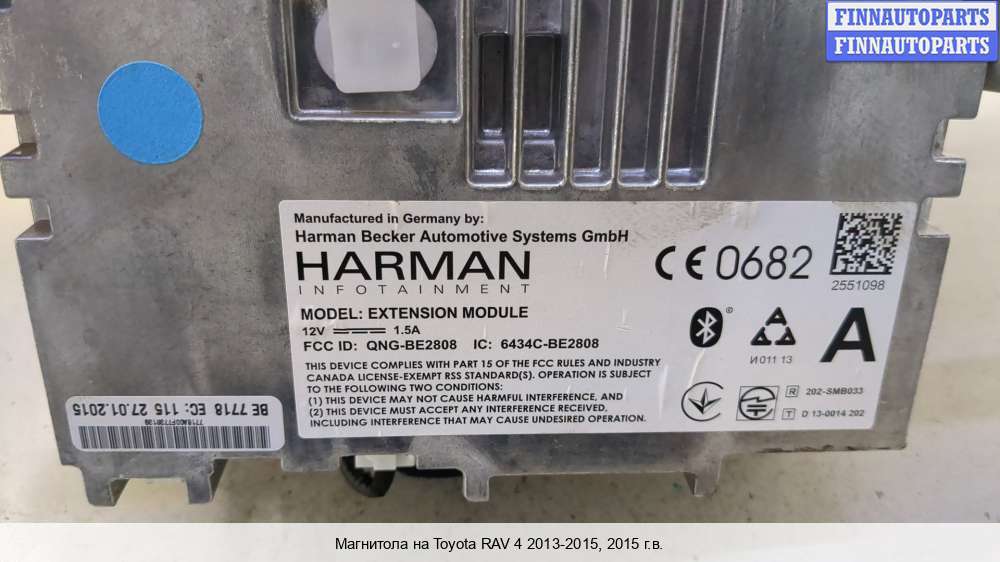 FINNAUTOPARTS
FINNAUTOPARTS
Manufactured in Germany by:
Harman Becker Automotive Systems GmbH
HARMAN
INFOTAINMENT
CE 0682
2551098
MODEL: EXTENSION MODULE
12V 1.5A
FCC ID: QNG-BE2808 IC: 6434C-BE2808
THIS DEVICE COMPLIES WITH PART 15 OF THE FCC RULES AND INDUSTRY
CANADA LICENSE-EXEMPT RSS STANDARD(S). OPERATION IS SUBJECT
TO THE FOLLOWING TWO CONDITIONS:
(1) THIS DEVICE MAY NOT CAUSE HARMFUL INTERFERENCE, AND
(2) THIS DEVICE MUST ACCEPT ANY INTERFERENCE RECEIVED,
INCLUDING INTERFERENCE THAT MAY CAUSE UNDESIRED OPERATION.
®
И 011 13
A
R 202-SMB033
T D 13-0014 202
BE 7718 EC: 115 27.01.2015
Магнитола на Toyota RAV 4 2013-2015, 2015 г.в.